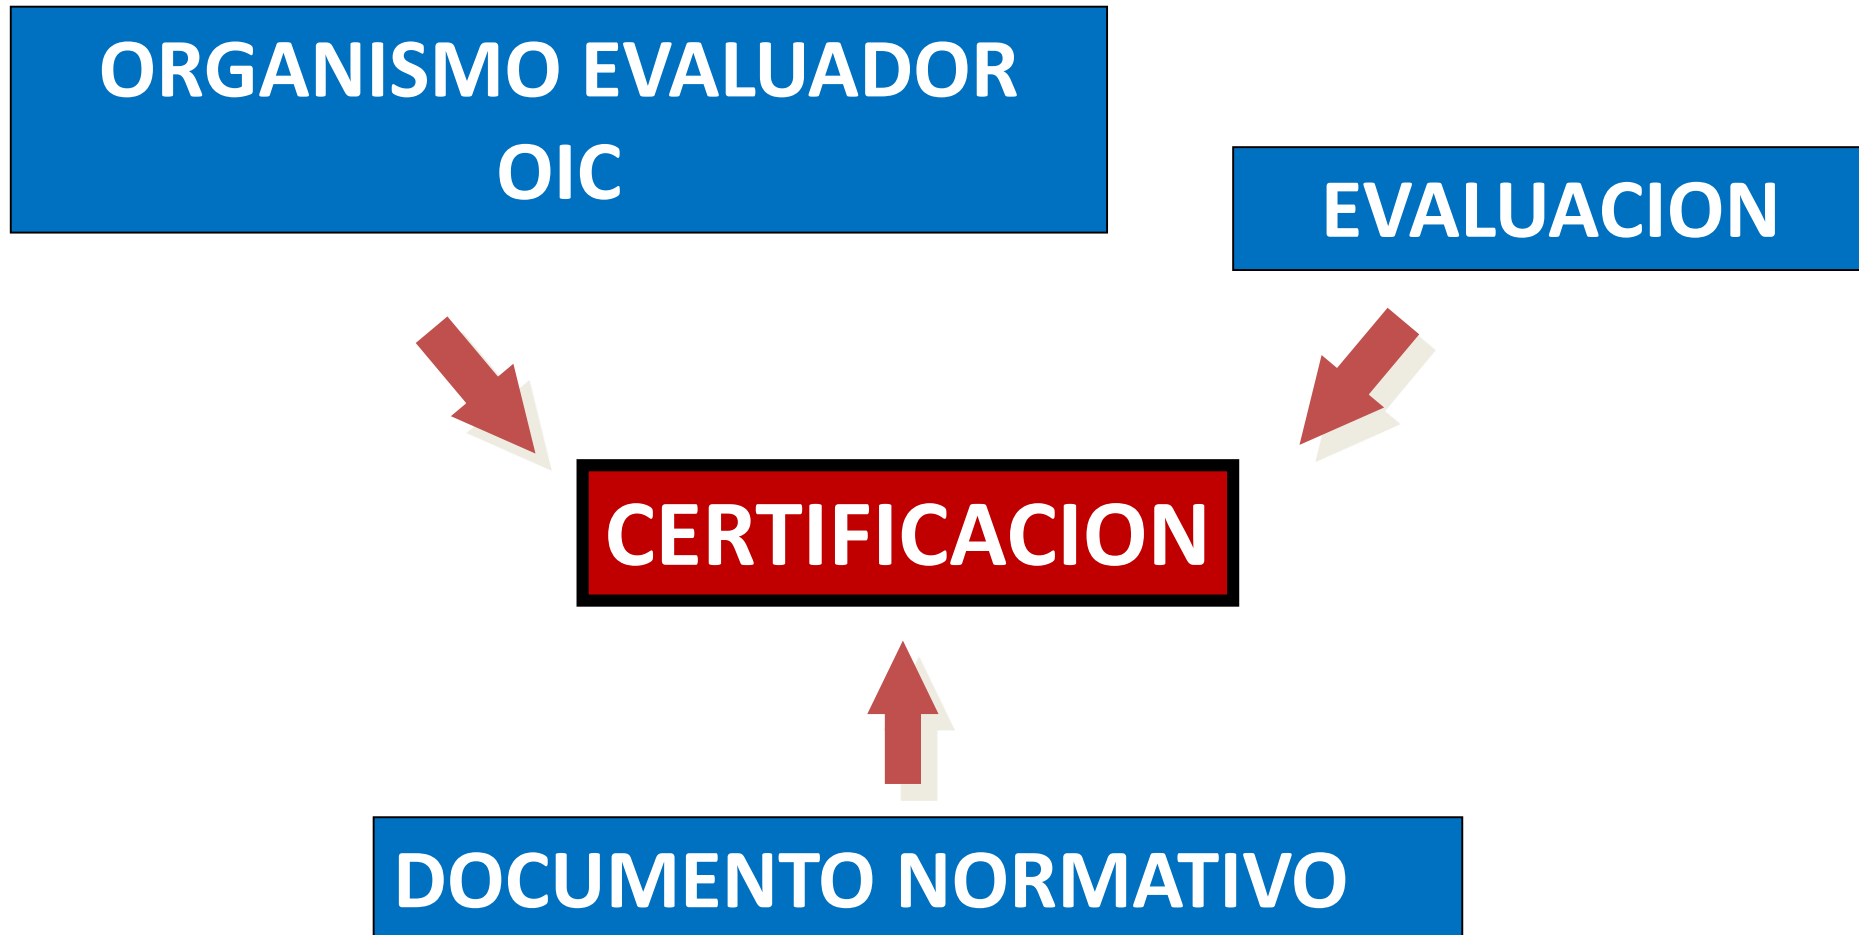 ORGANISMO EVALUADOR
OIC
EVALUACION
CERTIFICACION
DOCUMENTO NORMATIVO